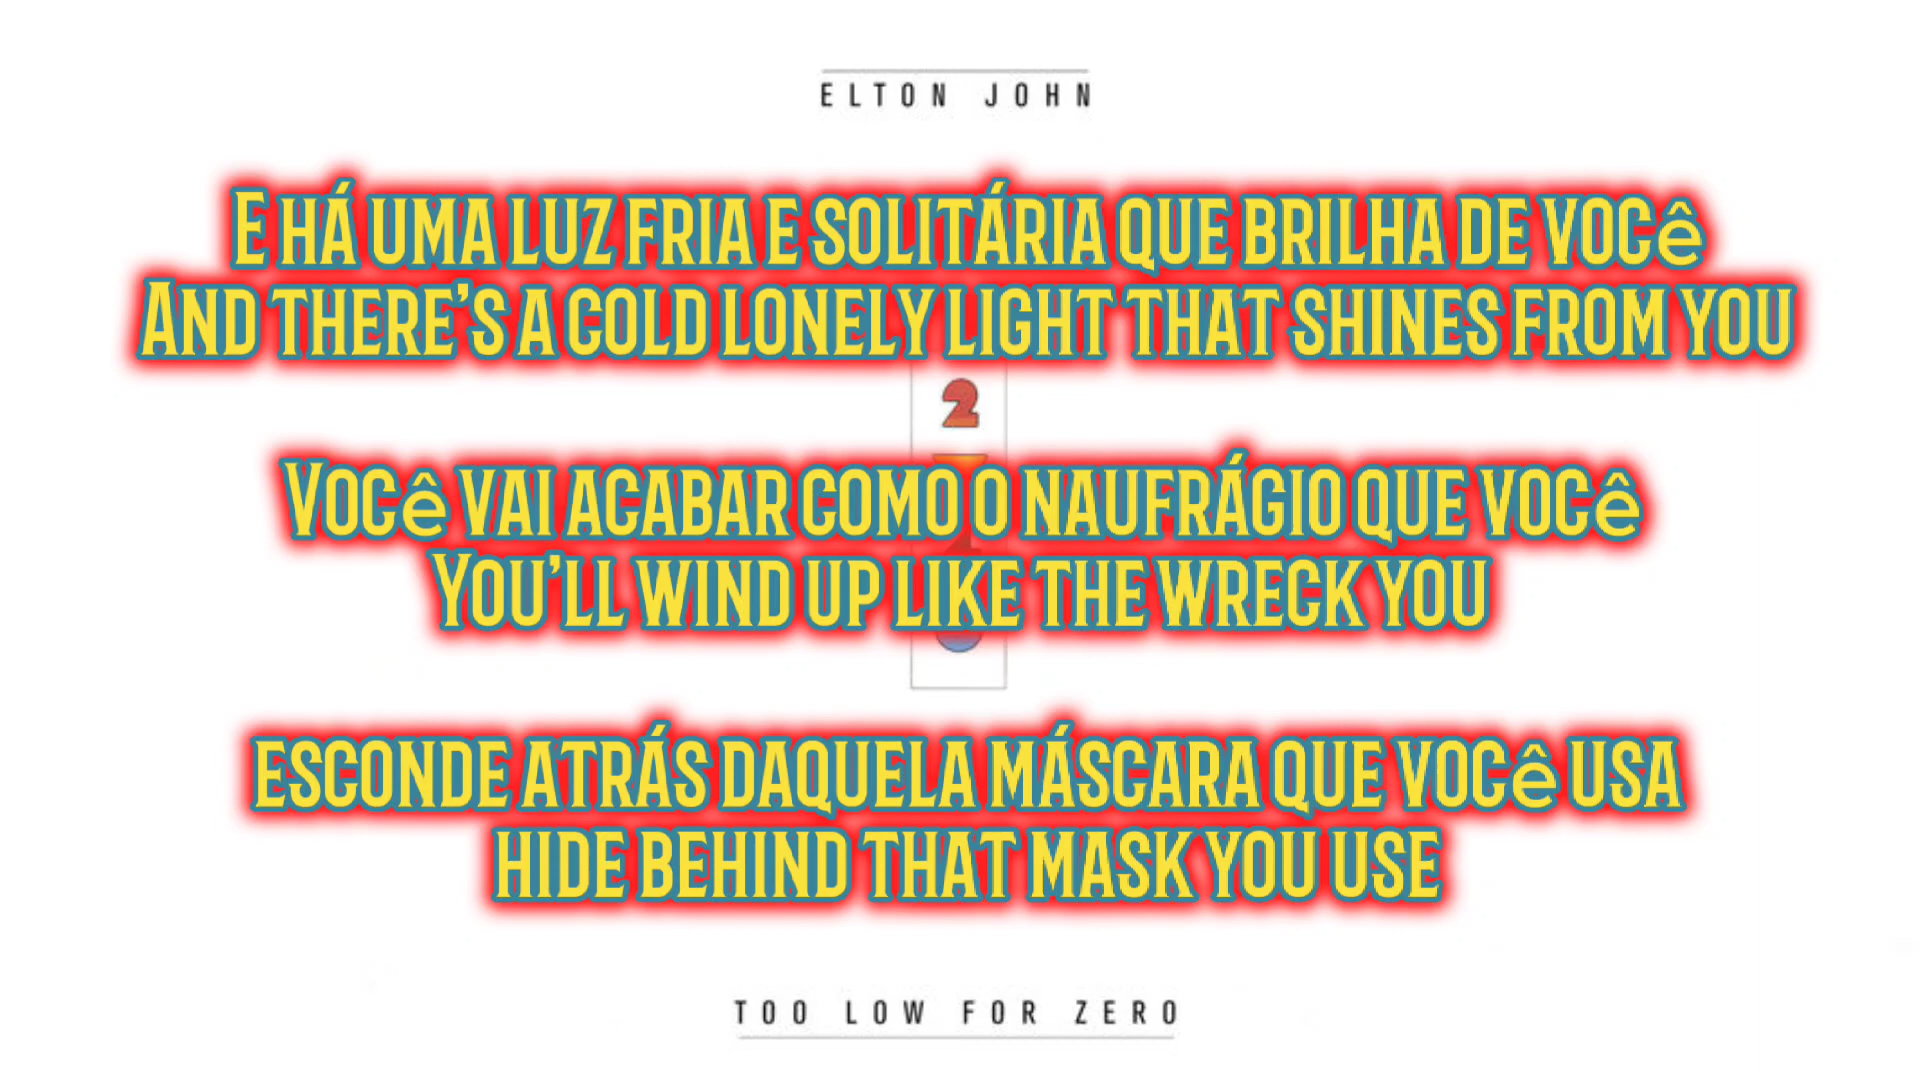 ELTON JOHN
E HÁ UMA LUZ FRIA E SOLITÁRIA QUE BRILHA DE VOCê
AND THERE'S A COLD LONELY LIGHT THAT SHINES FROM YOU
2
VOCê VAI ACABAR COMO O NAUFRÁGIO QUE VOCê
YOU'LL WIND UP LIKE THE WRECK YOU
ESCONDE ATRÁS DAQUELA MÁSCARA QUE VOCê USA
HIDE BEHIND THAT MASK YOU USE
TOO LOW FOR ZERO